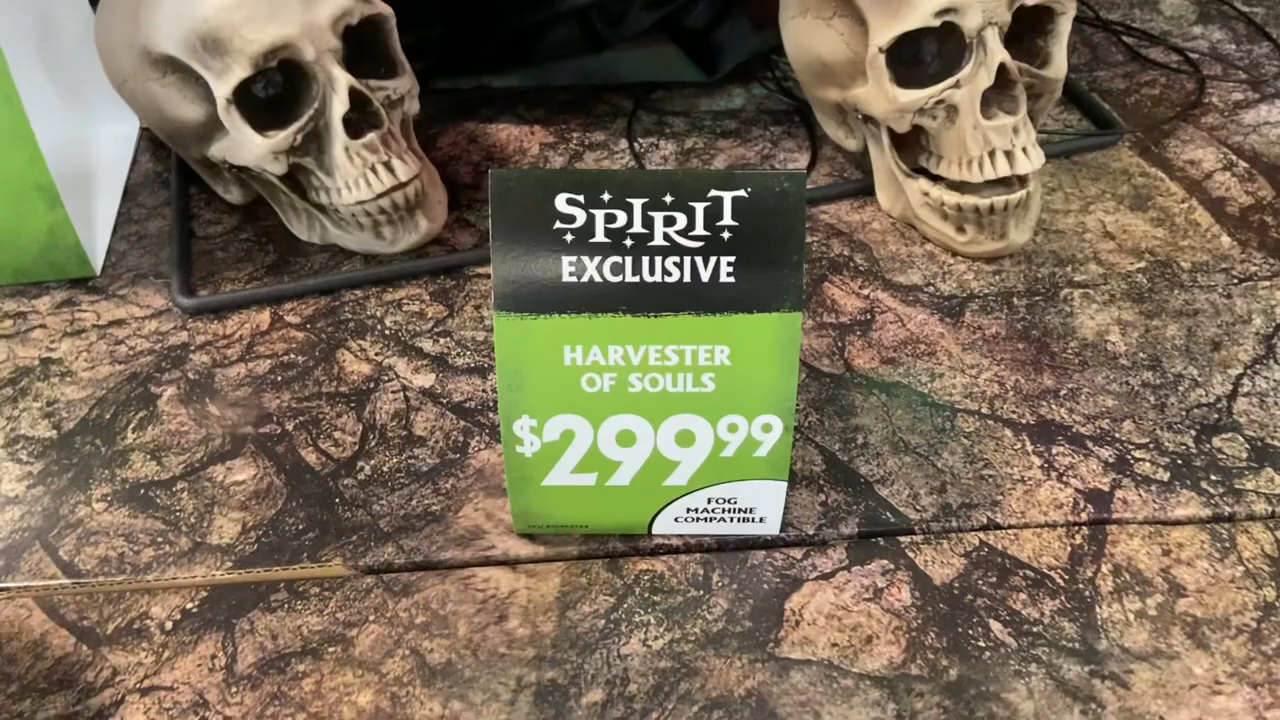 SPIRIT
EXCLUSIVE
HARVESTER
OF SOULS
$299 99
FOG
MACHINE
COMPATIBLE